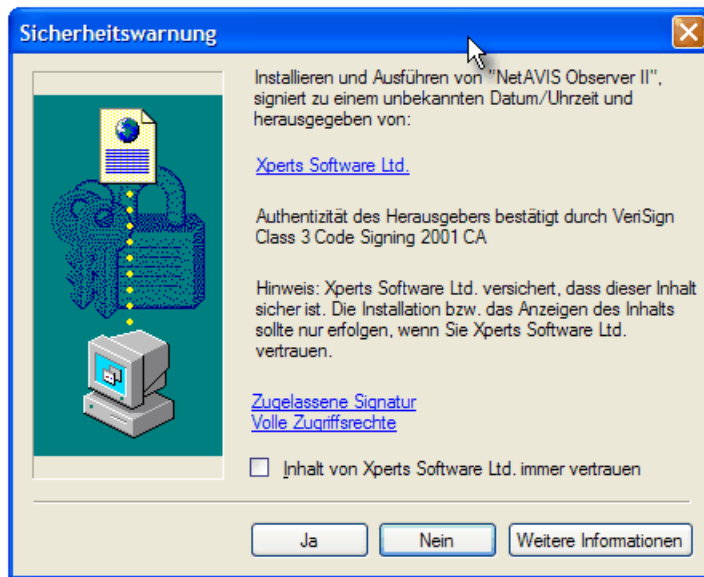 Sicherheitswarnung
Installieren und Ausführen von "NetAVIS Observer II",
signiert zu einem unbekannten Datum/Uhrzeit und
herausgegeben von:
Xperts Software Ltd.
Authentizität des Herausgebers bestätigt durch VeriSign
Class 3 Code Signing 2001 CA
Hinweis: Xperts Software Ltd. versichert, dass dieser Inhalt
sicher ist. Die Installation bzw. das Anzeigen des Inhalts
sollte nur erfolgen, wenn Sie Xperts Software Ltd.
vertrauen.
Zugelassene Signatur
Volle Zugriffsrechte
Inhalt von Xperts Software Ltd. immer vertrauen
Ja
Nein
Weitere Informationen